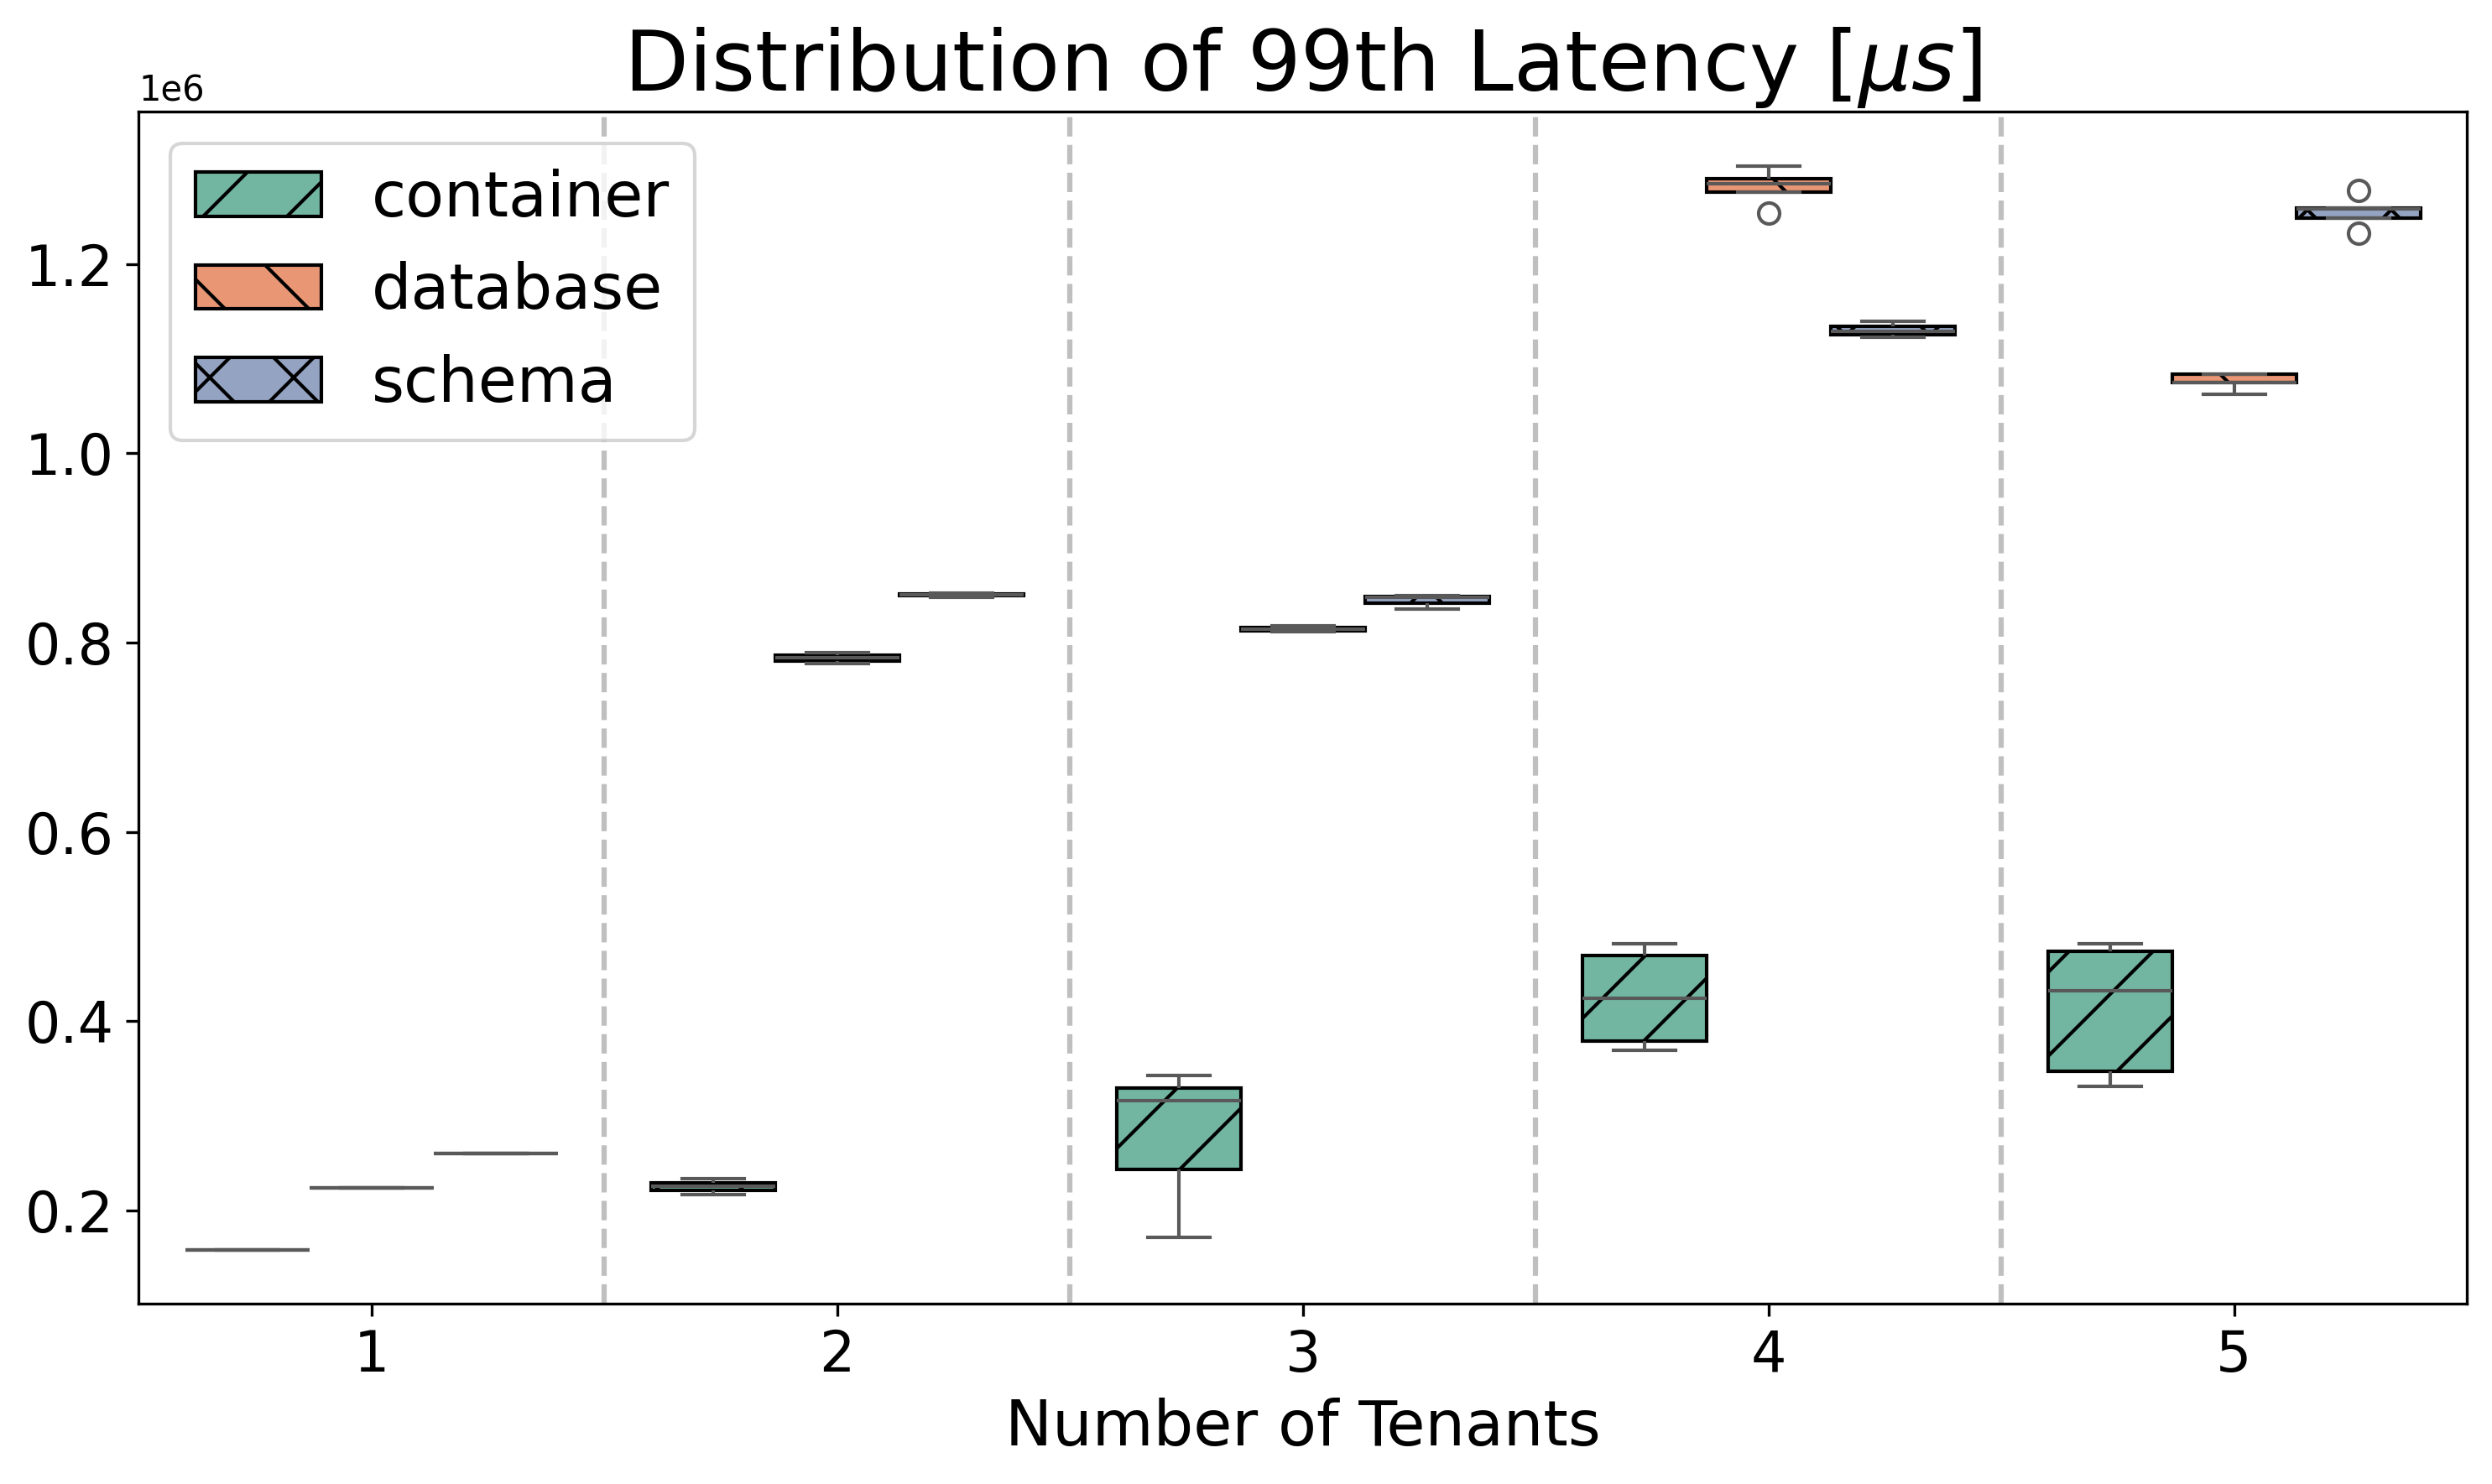 Distribution of 99th Latency [μs]
1e6
container
database
schema
1.2
1.0
0.8
0.6
0.4
0.2
1 2 3 4 5
Number of Tenants